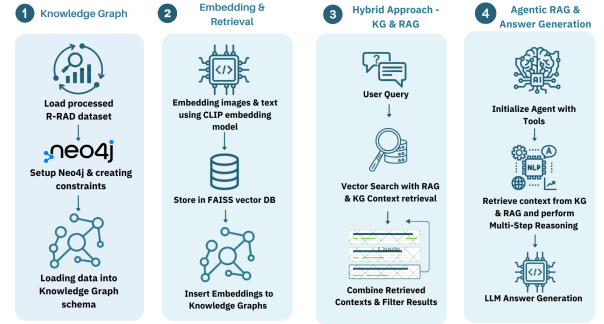 1 Knowledge Graph
Load processed
R-RAD dataset
neo4j
Setup Neo4j & creating
constraints
Loading data into
Knowledge Graph
schema
2 Embedding &
Retrieval
</>
Embedding images & text
using CLIP embedding
model
Store in FAISS vector DB
Insert Embeddings to
Knowledge Graphs
3 Hybrid Approach -
KG & RAG
?
User Query
Vector Search with RAG
& KG Context retrieval
Combine Retrieved
Contexts & Filter Results
4 Agentic RAG &
Answer Generation
AI
Initialize Agent with
Tools
A
NLP
Retrieve context from KG
& RAG and perform
Multi-Step Reasoning
</>
LLM Answer Generation